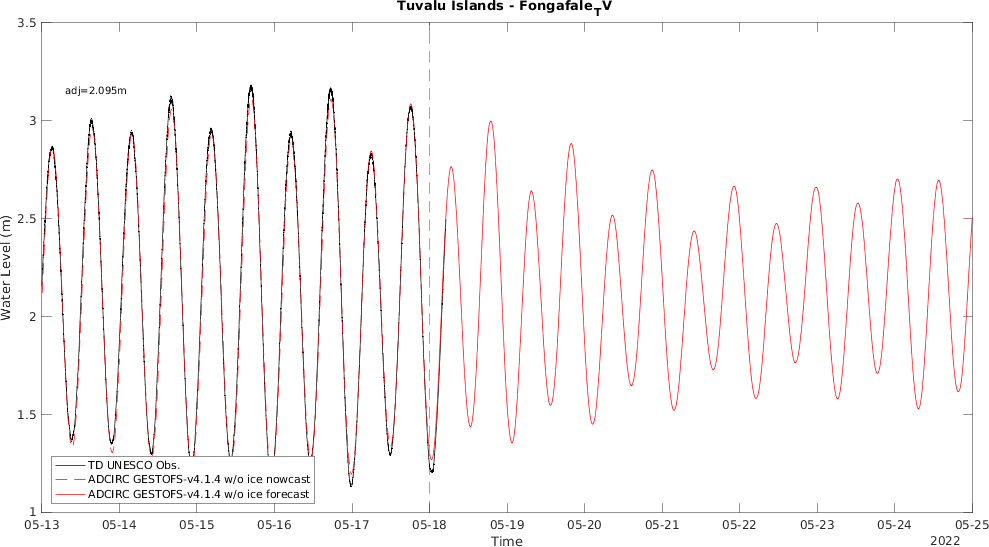 Tuvalu Islands - Fongafale_TV
adj=2.095m
Water Level (m)
3.5
3
2.5
2
1.5
1
TD UNESCO Obs.
ADCIRC GESTOFS-v4.1.4 w/o ice nowcast
ADCIRC GESTOFS-v4.1.4 w/o ice forecast
05-13 05-14 05-15 05-16 05-17 05-18 05-19 05-20 05-21 05-22 05-23 05-24 05-25
Time
2022